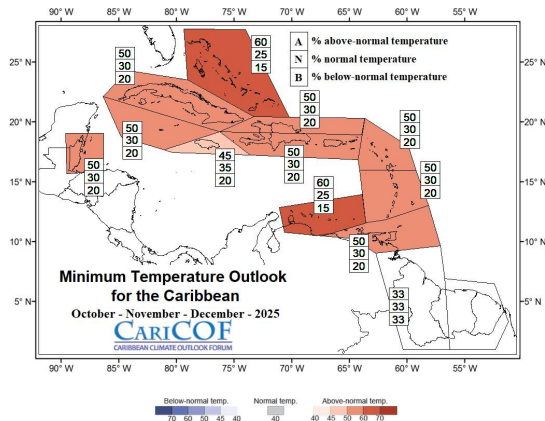 A % above-normal temperature
N % normal temperature
B % below-normal temperature
25°N
20°N
15°N
10°N
5°N
60
25
15
50
30
20
50
30
20
50
30
20
50
30
20
45
35
20
50
30
20
50
30
20
50
30
20
60
25
15
50
30
20
33
33
33
Minimum Temperature Outlook
for the Caribbean
October - November - December - 2025
CARICOF
CARIBBEAN CLIMATE OUTLOOK FORUM
90°W 85°W 80°W 75°W 70°W 65°W 60°W 55°W
Below-normal temp. Normal temp. Above-normal temp.
70 60 50 45 40 40 40 45 50 60 70